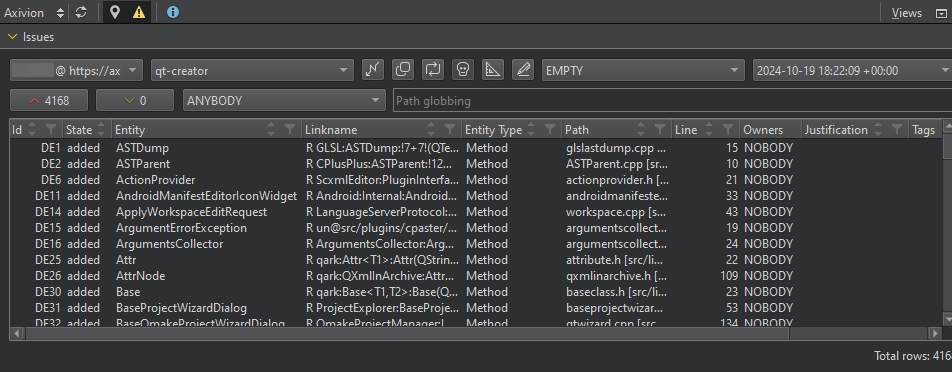 Axivion Views
Issues
@ https://ax qt-creator EMPTY 2024-10-19 18:22:09 +00:00
4168 0 ANYBODY Path globbing
Id State Entity Linkname Entity Type Path Line Owners Justification Tags
DE1 added ASTDump R GLSL:ASTDump:!7+7!(QTe... Method glslastdump.cpp ... 15 NOBODY
DE2 added ASTParent R CPlusPlus:ASTParent:!12... Method ASTParent.cpp [sr... 10 NOBODY
DE6 added ActionProvider R ScxmlEditor:PluginInterfa... Method actionprovider.h [... 21 NOBODY
DE11 added AndroidManifestEditorIconWidget R Android:Internal:Android... Method androidmanifeste... 33 NOBODY
DE14 added ApplyWorkspaceEditRequest R LanguageServerProtocol:... Method workspace.cpp [s... 43 NOBODY
DE15 added ArgumentErrorException R un@src/plugins/cpaster/... Method argumentscollect... 19 NOBODY
DE16 added ArgumentsCollector R ArgumentsCollector:Arg... Method argumentscollect... 24 NOBODY
DE25 added Attr R qark:Attr<T1>:Attr(QStrin... Method attribute.h [src/li... 22 NOBODY
DE26 added AttrNode R qark:QXmlInArchive:Attr... Method qxmlinarchive.h [... 109 NOBODY
DE30 added Base R qark:Base<T1,T2>:Base(Q... Method baseclass.h [src/li... 23 NOBODY
DE31 added BaseProjectWizardDialog R ProjectExplorer:BaseProje... Method baseprojectwizar... 53 NOBODY
DE32 added BaseQmakeProjectWizardDialog R QmakeProjectManager:I... Method qtwizard.cpp [src... 134 NOBODY
Total rows: 416